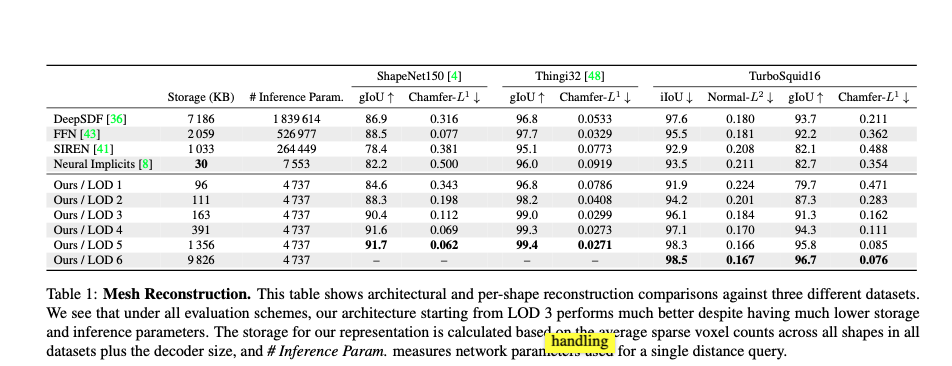 ShapeNet150 [4] Thingi32 [48] TurboSquid16
Storage (KB) # Inference Param. gIoU ↑ Chamfer-L¹ ↓ gIoU ↑ Chamfer-L¹ ↓ iIoU ↓ Normal-L² ↓ gIoU ↑ Chamfer-L¹ ↓
DeepSDF [36] 7 186 1 839 614 86.9 0.316 96.8 0.0533 97.6 0.180 93.7 0.211
FFN [43] 2 059 526 977 88.5 0.077 97.7 0.0329 95.5 0.181 92.2 0.362
SIREN [41] 1 033 264 449 78.4 0.381 95.1 0.0773 92.9 0.208 82.1 0.488
Neural Implicits [8] 30 7 553 82.2 0.500 96.0 0.0919 93.5 0.211 82.7 0.354
Ours / LOD 1 96 4 737 84.6 0.343 96.8 0.0786 91.9 0.224 79.7 0.471
Ours / LOD 2 111 4 737 88.3 0.198 98.2 0.0408 94.2 0.201 87.3 0.283
Ours / LOD 3 163 4 737 90.4 0.112 99.0 0.0299 96.1 0.184 91.3 0.162
Ours / LOD 4 391 4 737 91.6 0.069 99.3 0.0273 97.1 0.170 94.3 0.111
Ours / LOD 5 1 356 4 737 91.7 0.062 99.4 0.0271 98.3 0.166 95.8 0.085
Ours / LOD 6 9 826 4 737 – – – – 98.5 0.167 96.7 0.076
Table 1: Mesh Reconstruction. This table shows architectural and per-shape reconstruction comparisons against three different datasets.
We see that under all evaluation schemes, our architecture starting from LOD 3 performs much better despite having much lower storage
and inference parameters. The storage for our representation is calculated based on the average sparse voxel counts across all shapes in all
handling
datasets plus the decoder size, and # Inference Param. measures network parameters used for a single distance query.